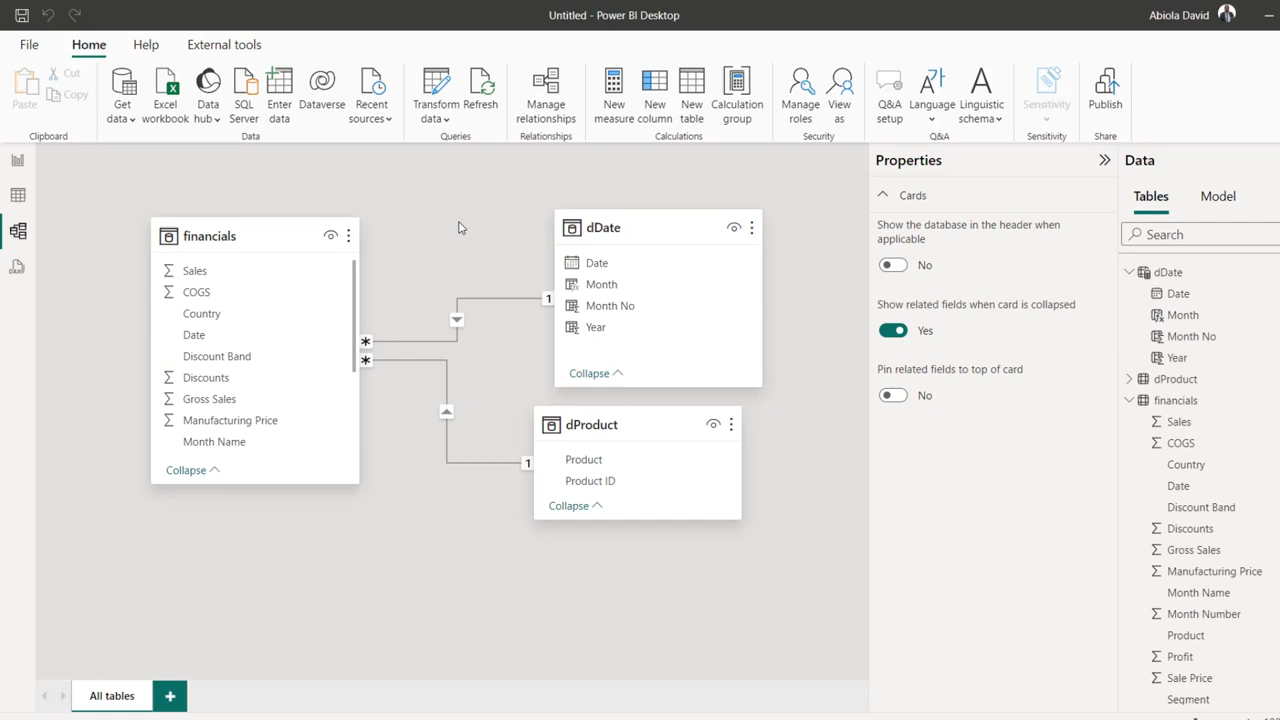 Untitled - Power BI Desktop
Abiola David
File
Home
Help
External tools
Paste
Cut
Copy
Clipboard
Get data
Excel workbook
Data hub
SQL Server
Enter data
Dataverse
Recent sources
Data
Transform data
Refresh
Queries
Manage relationships
Relationships
New measure
New column
New table
Calculation group
Calculations
Manage roles
View as
Security
Q&A setup
Language
Linguistic schema
Q&A
Sensitivity
Sensitivity
Publish
Share
financials
Sales
COGS
Country
Date
Discount Band
Discounts
Gross Sales
Manufacturing Price
Month Name
Collapse
*
*
1
1
dDate
Date
Month
Month No
Year
Collapse
dProduct
Product
Product ID
Collapse
Properties
Cards
Show the database in the header when
applicable
No
Show related fields when card is collapsed
Yes
Pin related fields to top of card
No
Data
Tables
Model
Search
dDate
Date
Month
Month No
Year
dProduct
financials
Sales
COGS
Country
Date
Discount Band
Discounts
Gross Sales
Manufacturing Price
Month Name
Month Number
Product
Profit
Sale Price
Segment
All tables